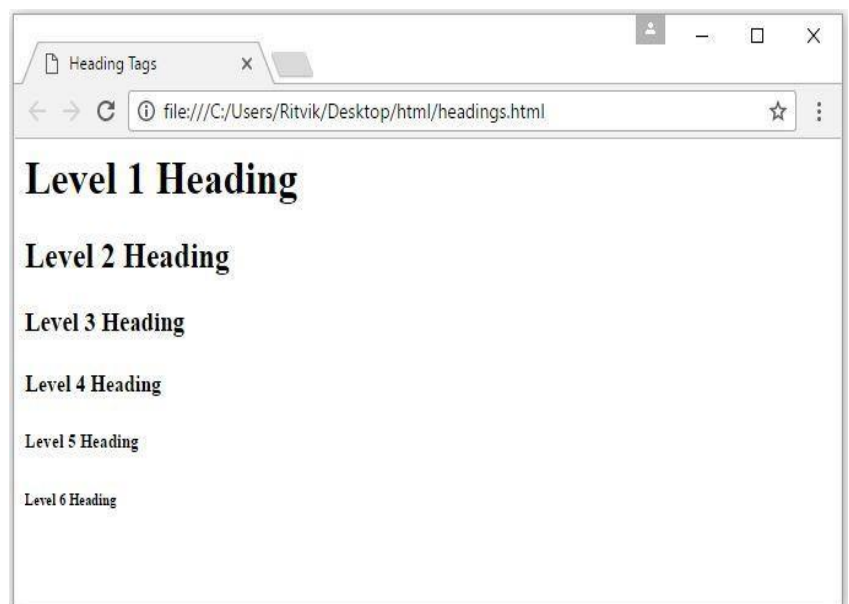 Heading Tags
file:///C:/Users/Ritvik/Desktop/html/headings.html
Level 1 Heading
Level 2 Heading
Level 3 Heading
Level 4 Heading
Level 5 Heading
Level 6 Heading